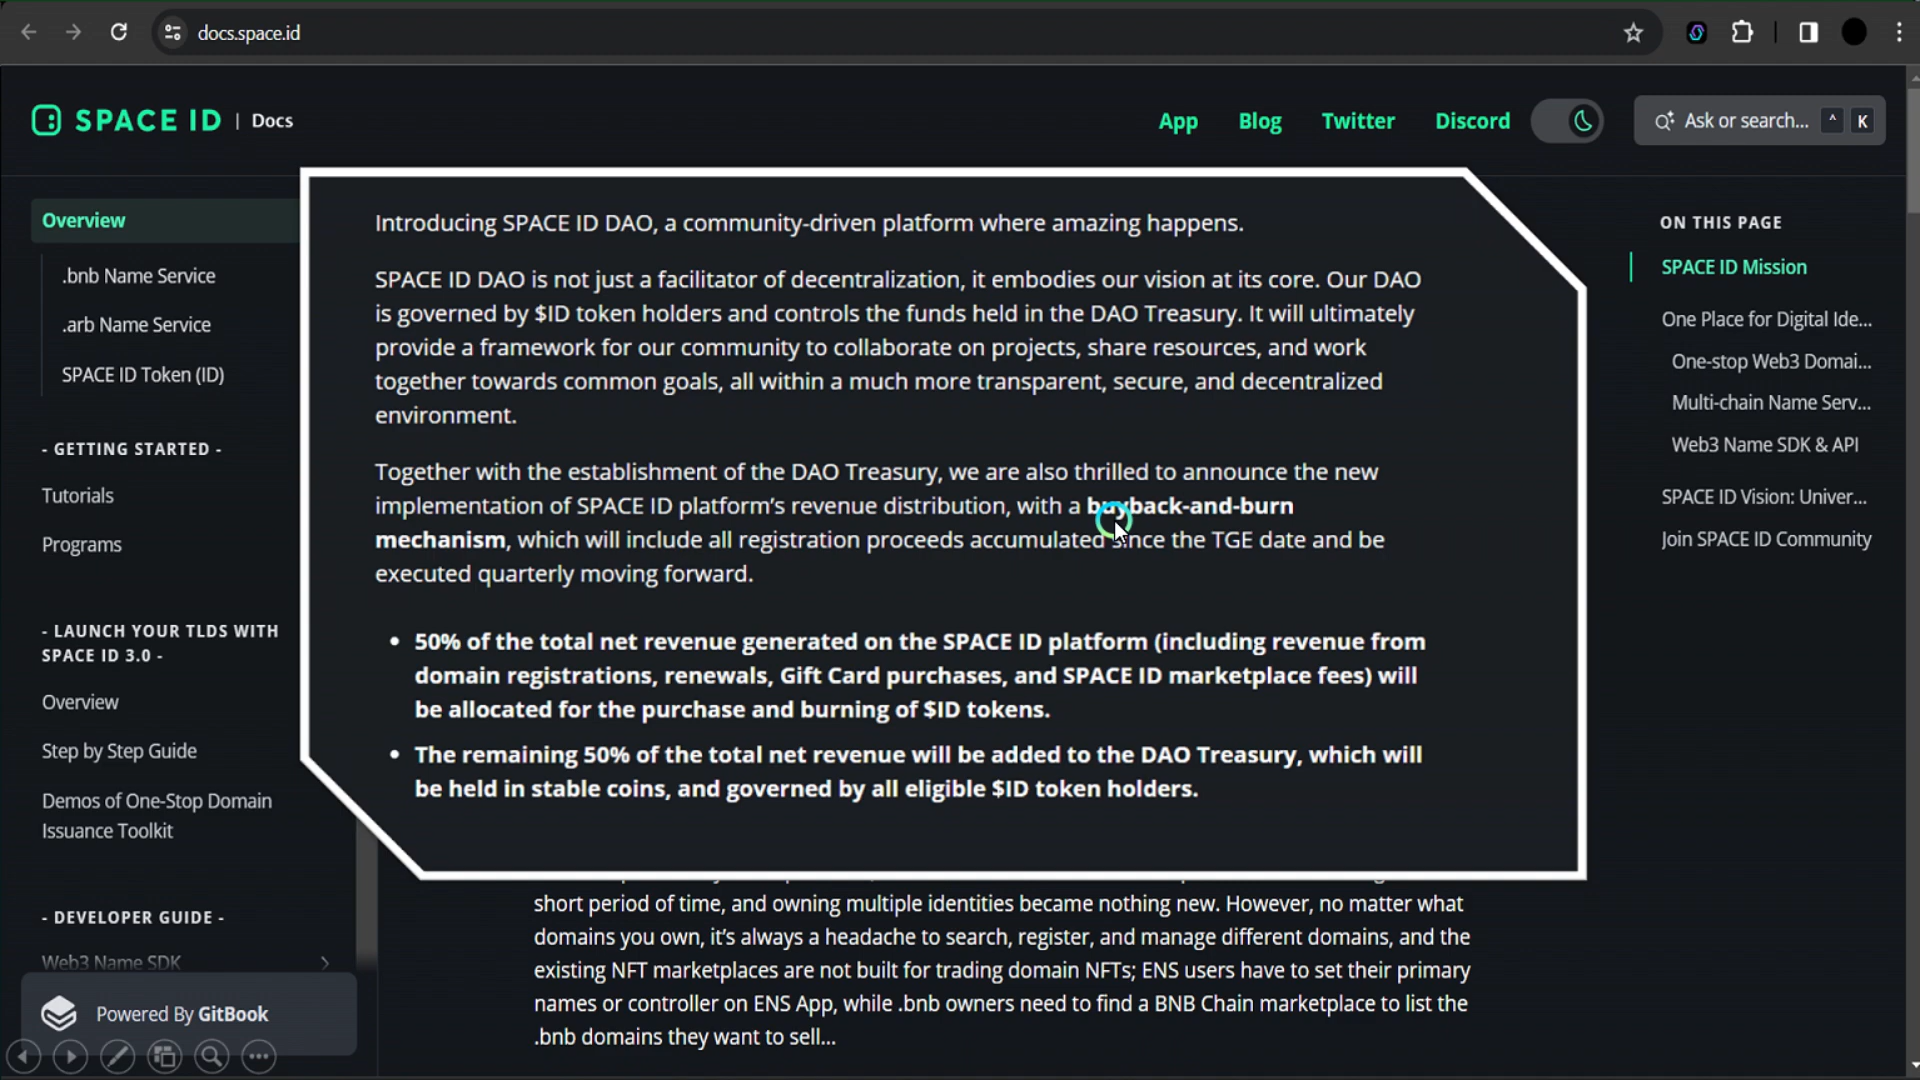 docs.space.id
SPACE ID | Docs
App
Blog
Twitter
Discord
Ask or search...
^
K
Overview
.bnb Name Service
.arb Name Service
SPACE ID Token (ID)
- GETTING STARTED -
Tutorials
Programs
- LAUNCH YOUR TLDS WITH
SPACE ID 3.0 -
Overview
Step by Step Guide
Demos of One-Stop Domain
Issuance Toolkit
- DEVELOPER GUIDE -
Web3 Name SDK
Powered By GitBook
Introducing SPACE ID DAO, a community-driven platform where amazing happens.
SPACE ID DAO is not just a facilitator of decentralization, it embodies our vision at its core. Our DAO
is governed by $ID token holders and controls the funds held in the DAO Treasury. It will ultimately
provide a framework for our community to collaborate on projects, share resources, and work
together towards common goals, all within a much more transparent, secure, and decentralized
environment.
Together with the establishment of the DAO Treasury, we are also thrilled to announce the new
implementation of SPACE ID platform's revenue distribution, with a buyback-and-burn
mechanism, which will include all registration proceeds accumulated since the TGE date and be
executed quarterly moving forward.
• 50% of the total net revenue generated on the SPACE ID platform (including revenue from
domain registrations, renewals, Gift Card purchases, and SPACE ID marketplace fees) will
be allocated for the purchase and burning of $ID tokens.
• The remaining 50% of the total net revenue will be added to the DAO Treasury, which will
be held in stable coins, and governed by all eligible $ID token holders.
short period of time, and owning multiple identities became nothing new. However, no matter what
domains you own, it's always a headache to search, register, and manage different domains, and the
existing NFT marketplaces are not built for trading domain NFTs; ENS users have to set their primary
names or controller on ENS App, while .bnb owners need to find a BNB Chain marketplace to list the
.bnb domains they want to sell...
ON THIS PAGE
SPACE ID Mission
One Place for Digital Ide...
One-stop Web3 Domai...
Multi-chain Name Serv...
Web3 Name SDK & API
SPACE ID Vision: Univer...
Join SPACE ID Community